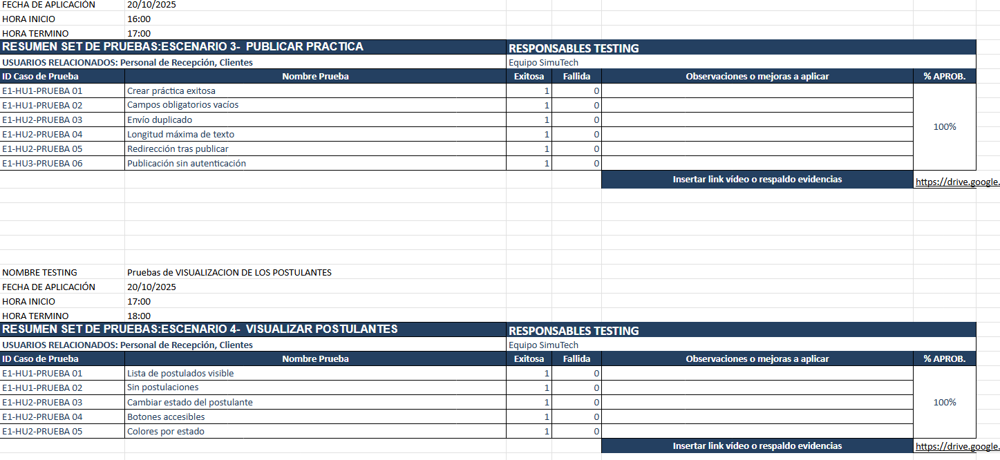 FECHA DE APLICACIÓN 20/10/2025
HORA INICIO 16:00
HORA TERMINO 17:00
RESUMEN SET DE PRUEBAS:ESCENARIO 3- PUBLICAR PRACTICA RESPONSABLES TESTING
USUARIOS RELACIONADOS: Personal de Recepción, Clientes Equipo SimuTech
ID Caso de Prueba Nombre Prueba Exitosa Fallida Observaciones o mejoras a aplicar % APROB.
E1-HU1-PRUEBA 01 Crear práctica exitosa 1 0
E1-HU1-PRUEBA 02 Campos obligatorios vacíos 1 0
E1-HU2-PRUEBA 03 Envío duplicado 1 0
E1-HU2-PRUEBA 04 Longitud máxima de texto 1 0
100%
E1-HU2-PRUEBA 05 Redirección tras publicar 1 0
E1-HU3-PRUEBA 06 Publicación sin autenticación 1 0
Insertar link vídeo o respaldo evidencias https://drive.google.
NOMBRE TESTING Pruebas de VISUALIZACION DE LOS POSTULANTES
FECHA DE APLICACIÓN 20/10/2025
HORA INICIO 17:00
HORA TERMINO 18:00
RESUMEN SET DE PRUEBAS:ESCENARIO 4- VISUALIZAR POSTULANTES RESPONSABLES TESTING
USUARIOS RELACIONADOS: Personal de Recepción, Clientes Equipo SimuTech
ID Caso de Prueba Nombre Prueba Exitosa Fallida Observaciones o mejoras a aplicar % APROB.
E1-HU1-PRUEBA 01 Lista de postulados visible 1 0
E1-HU1-PRUEBA 02 Sin postulaciones 1 0
E1-HU2-PRUEBA 03 Cambiar estado del postulante 1 0 100%
E1-HU2-PRUEBA 04 Botones accesibles 1 0
E1-HU2-PRUEBA 05 Colores por estado 1 0
Insertar link vídeo o respaldo evidencias https://drive.google.